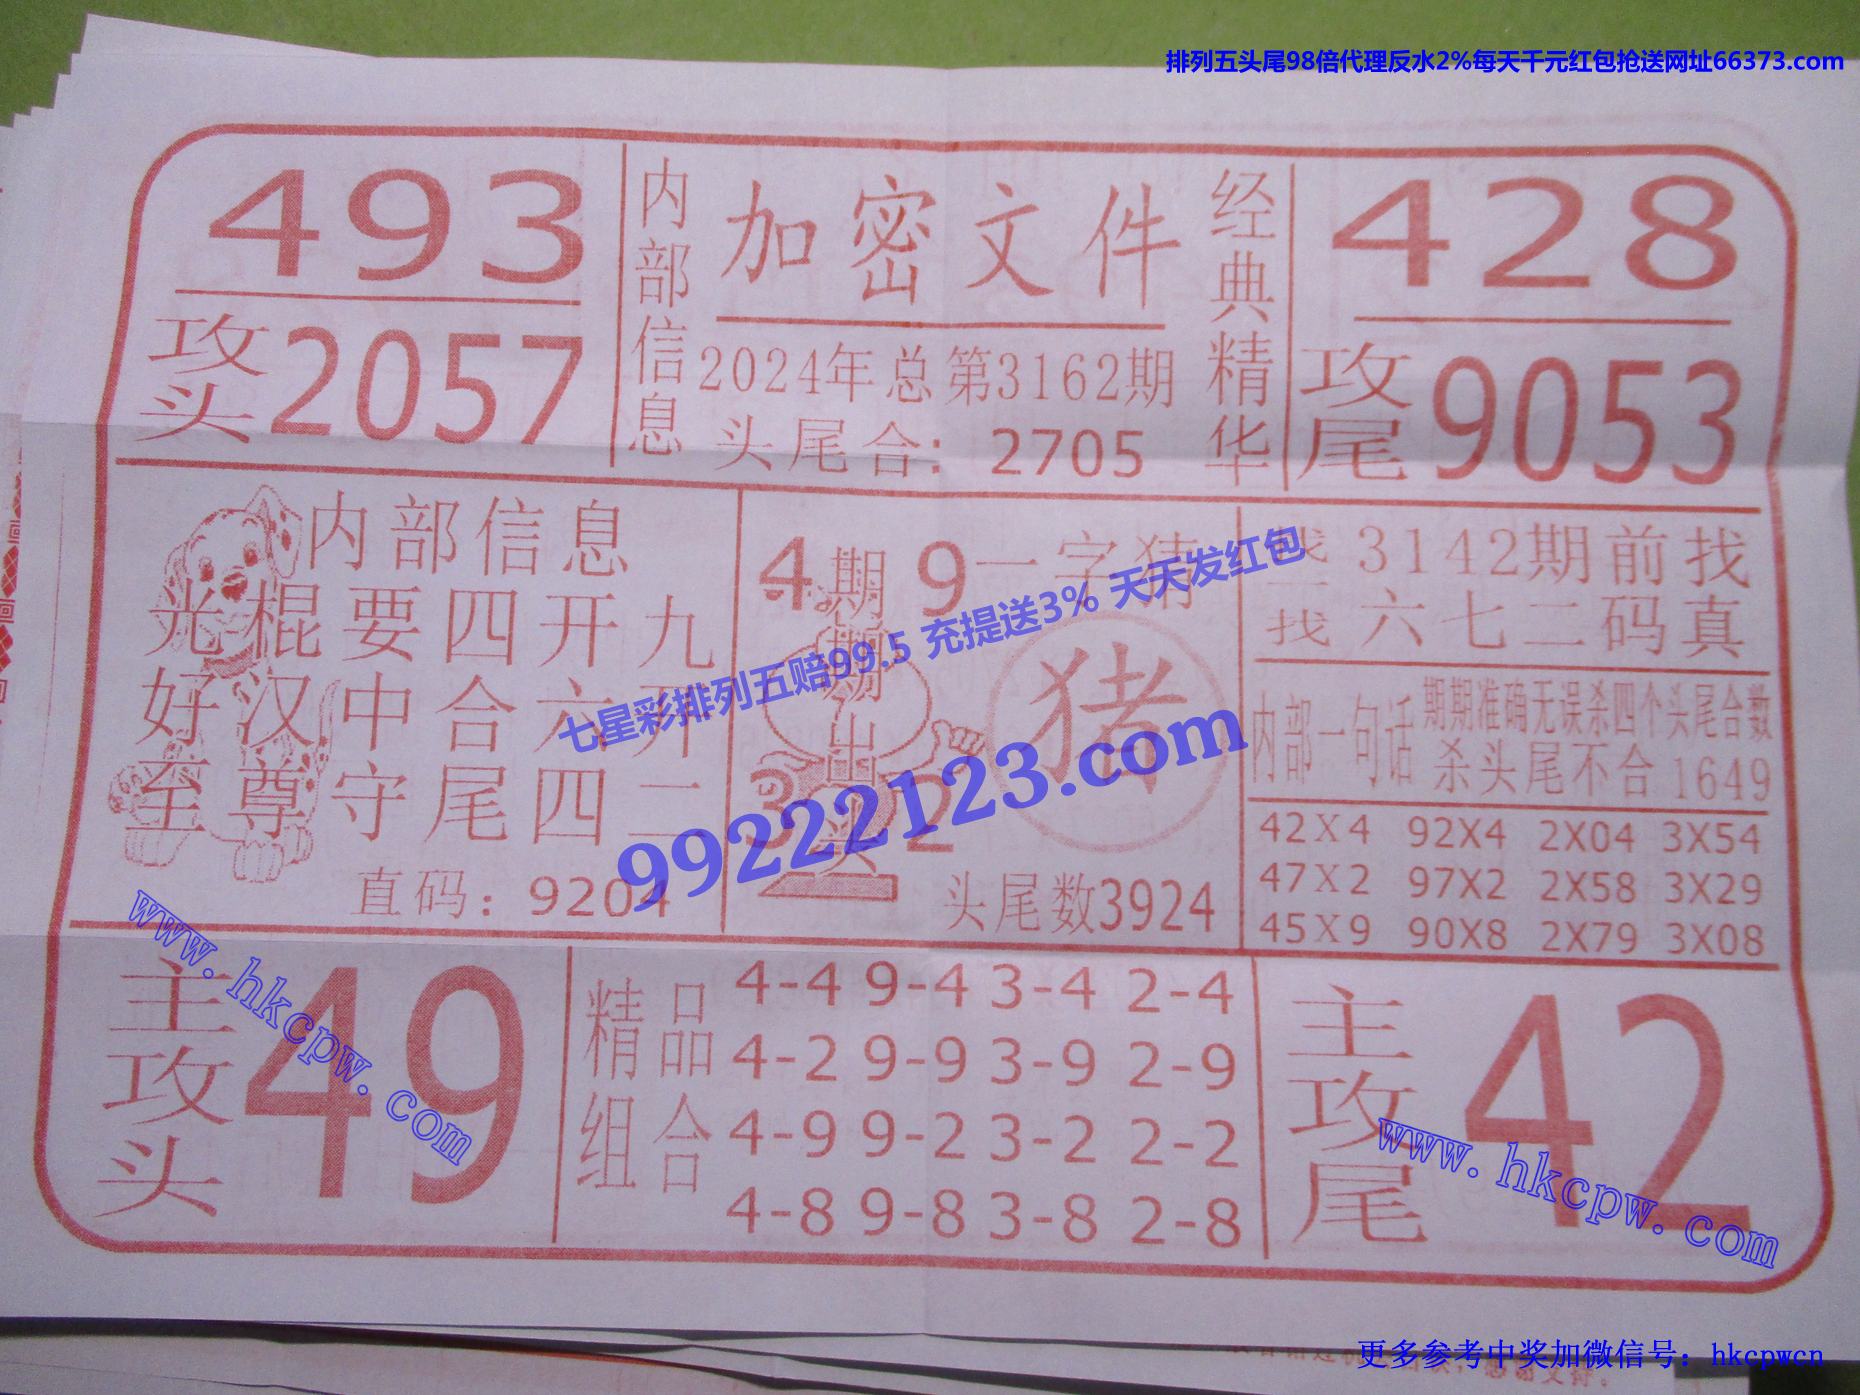 排列五头尾98倍代理反水2%每天千元红包抢送网址66373.com
493
攻头2057
内部信息
加密文件
2024年总第3162期
头尾合：2705
经典精华
428
攻尾9053
内部信息
光棍要四开九
好汉中合六开
至尊守尾四二
直码：9204
4期9一字猜
期期出头
猪
3 2
头尾数3924
找一找
3142期前找
六七二码真
内部一句话
期期准确无误杀四个头尾合数
杀头尾不合1649
42X4 92X4 2X04 3X54
47X2 97X2 2X58 3X29
45X9 90X8 2X79 3X08
七星彩排列五赔99.5 充提送3% 天天发红包
99222123.com
主攻头
49
精品组合
4-4 9-4 3-4 2-4
4-2 9-9 3-9 2-9
4-9 9-2 3-2 2-2
4-8 9-8 3-8 2-8
主攻尾
42
www.hkcpw.com
www.hkcpw.com
更多参考中奖加微信号：hkcpwcn